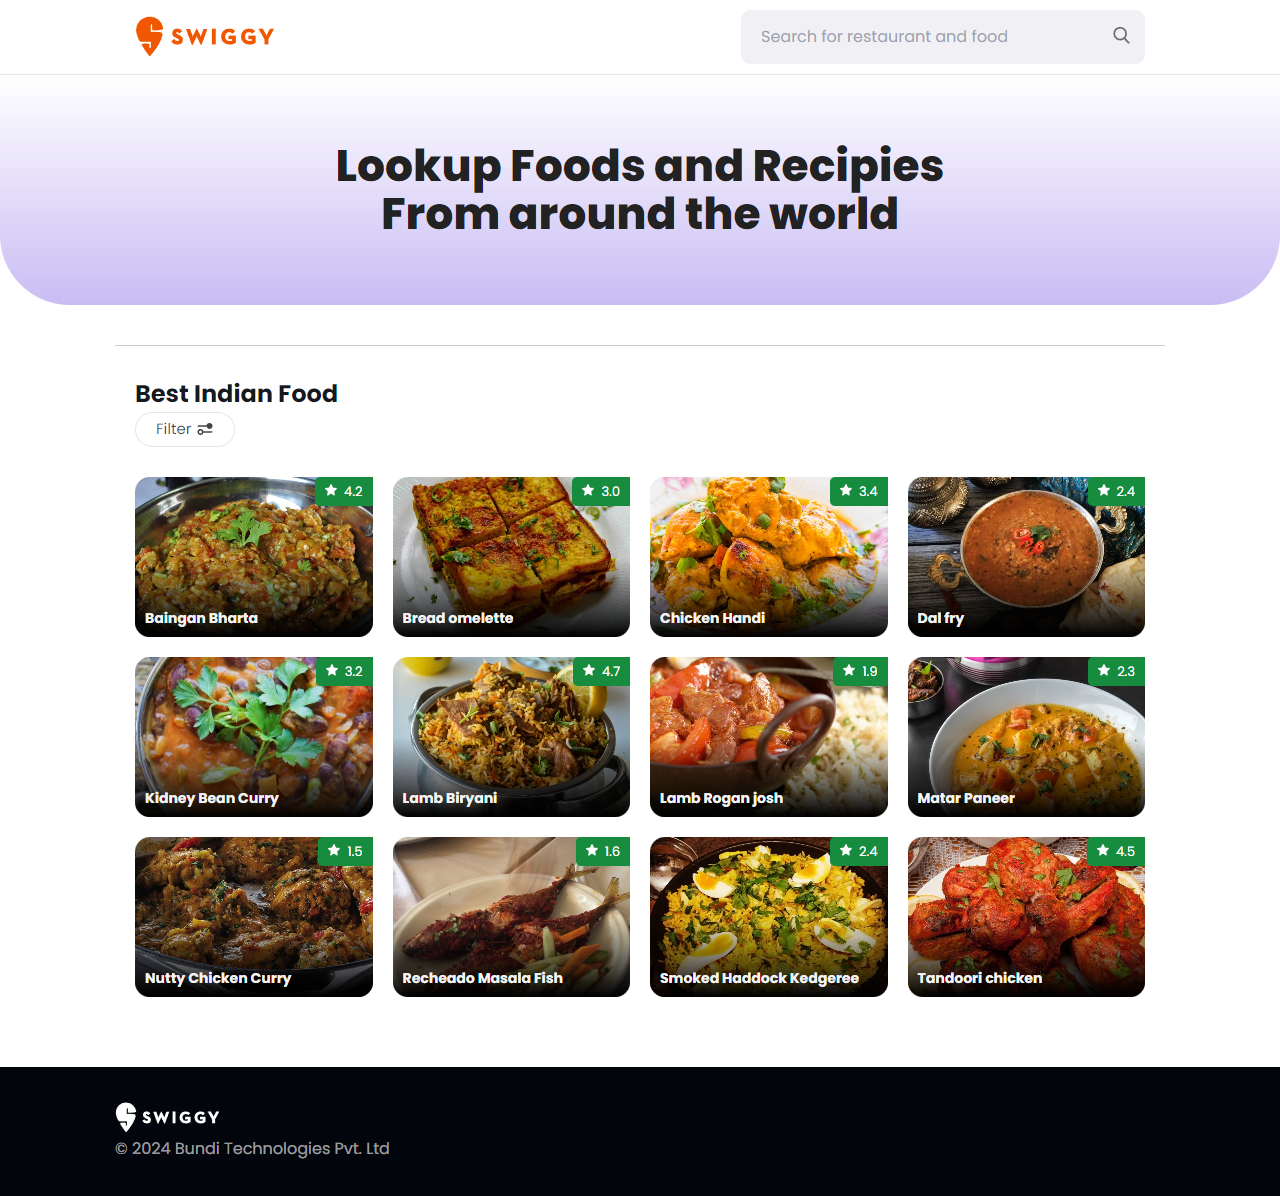 SWIGGY
Search for restaurant and food
Lookup Foods and Recipies
From around the world
Best Indian Food
Filter
4.2
Baingan Bharta
3.0
Bread omelette
3.4
Chicken Handi
2.4
Dal fry
3.2
Kidney Bean Curry
4.7
Lamb Biryani
1.9
Lamb Rogan josh
2.3
Matar Paneer
1.5
Nutty Chicken Curry
1.6
Recheado Masala Fish
2.4
Smoked Haddock Kedgeree
4.5
Tandoori chicken
SWIGGY
© 2024 Bundi Technologies Pvt. Ltd